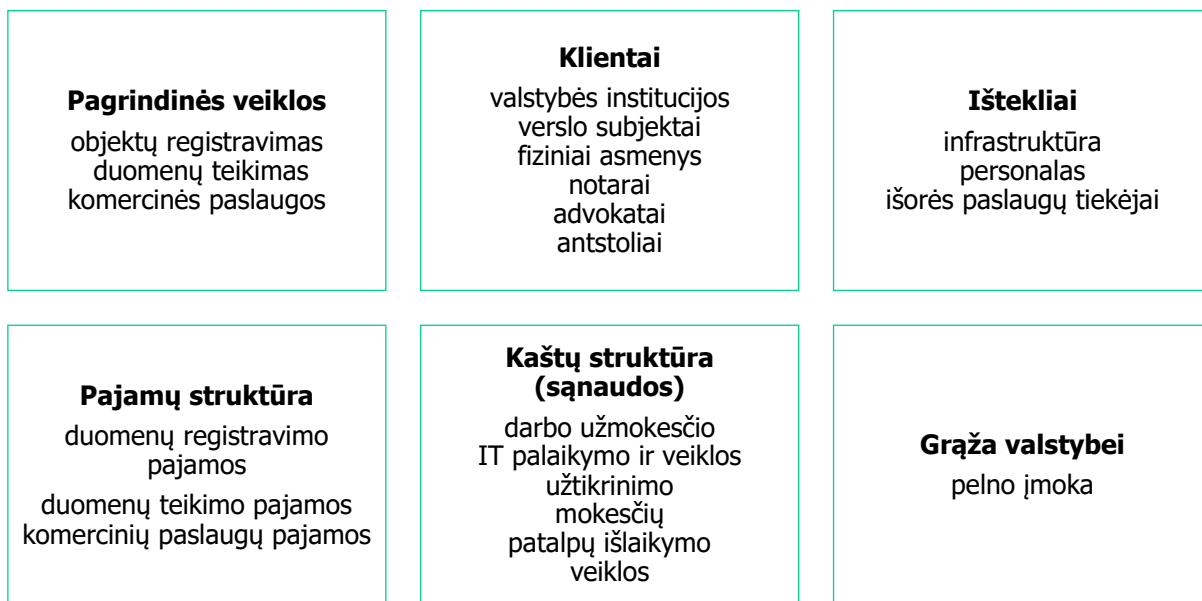 Pagrindinės veiklos
objektų registravimas
duomenų teikimas
komercinės paslaugos
Klientai
valstybės institucijos
verslo subjektai
fiziniai asmenys
notarai
advokatai
antstoliai
Ištekliai
infrastruktūra
personalas
išorės paslaugų tiekėjai
Pajamų struktūra
duomenų registravimo
pajamos
duomenų teikimo pajamos
komercinių paslaugų pajamos
Kaštų struktūra
(sąnaudos)
darbo užmokesčio
IT palaikymo ir veiklos
užtikrinimo
mokesčių
patalpų išlaikymo
veiklos
Grąža valstybei
pelno įmoka